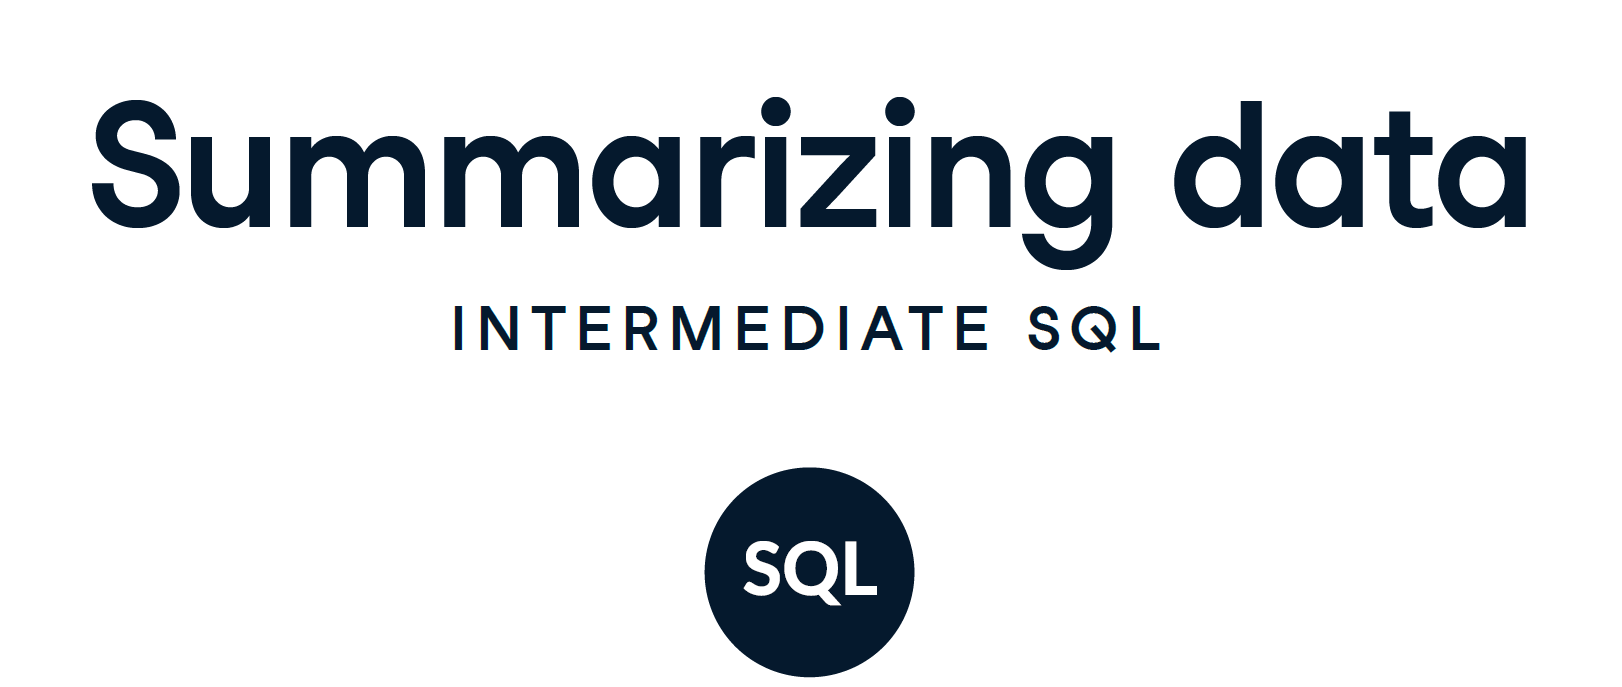 Summarizing data
INTERMEDIATE SQL
SQL